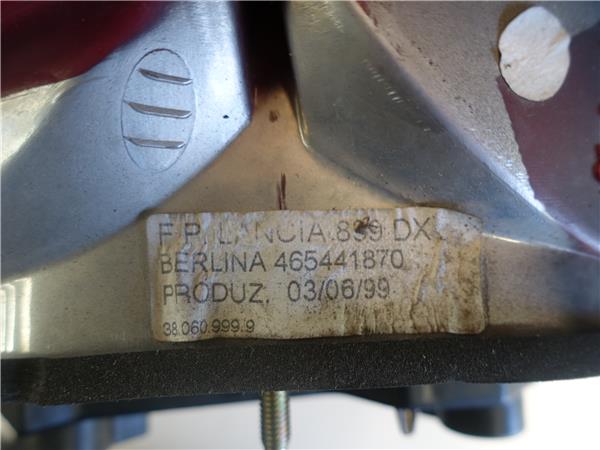 F.P. LANCIA 839 DX
BERLINA 465441870
PRODUZ. 03/06/99
38.060.999.9